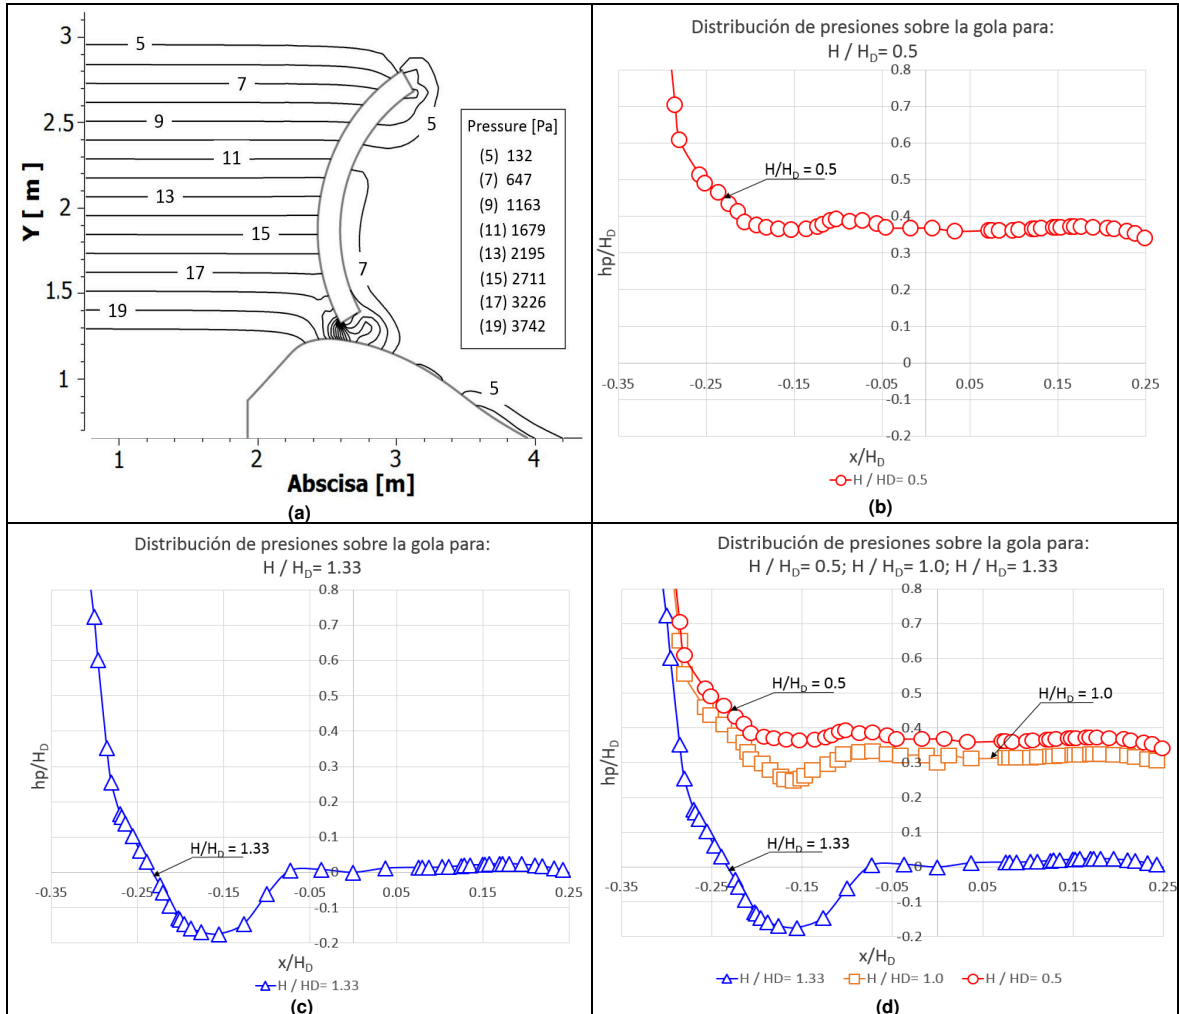 3
2.5
2
1.5
1
Y [ m ]
5
7
9
11
13
15
17
19
5
7
5
Pressure [Pa]
(5) 132
(7) 647
(9) 1163
(11) 1679
(13) 2195
(15) 2711
(17) 3226
(19) 3742
1
2
3
4
Abscisa [m]
(a)
Distribución de presiones sobre la gola para:
H / HD= 0.5
0.8
0.7
0.6
0.5
0.4
0.3
0.2
0.1
0
-0.1
-0.2
-0.35
-0.25
-0.15
-0.05
0.05
0.15
0.25
H/HD = 0.5
hp/HD
x/HD
H / HD= 0.5
(b)
Distribución de presiones sobre la gola para:
H / HD= 1.33
0.8
0.7
0.6
0.5
0.4
0.3
0.2
0.1
0
-0.1
-0.2
-0.35
-0.25
-0.15
-0.05
0.05
0.15
0.25
H/HD = 1.33
hp/HD
x/HD
H / HD= 1.33
(c)
Distribución de presiones sobre la gola para:
H / HD= 0.5; H / HD= 1.0; H / HD= 1.33
0.8
0.7
0.6
0.5
0.4
0.3
0.2
0.1
0
-0.1
-0.2
-0.35
-0.25
-0.15
-0.05
0.05
0.15
0.25
H/HD = 0.5
H/HD = 1.0
H/HD = 1.33
hp/HD
x/HD
H / HD= 1.33
H / HD= 1.0
H / HD= 0.5
(d)